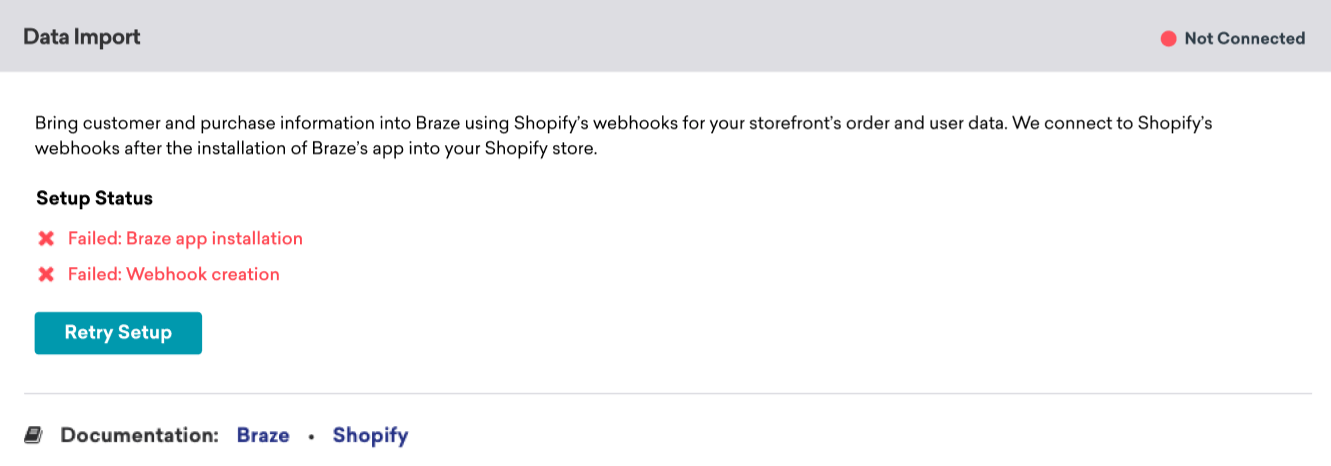 Data Import
Not Connected
Bring customer and purchase information into Braze using Shopify's webhooks for your storefront's order and user data. We connect to Shopify's
webhooks after the installation of Braze's app into your Shopify store.
Setup Status
Failed: Braze app installation
Failed: Webhook creation
Retry Setup
Documentation: Braze • Shopify